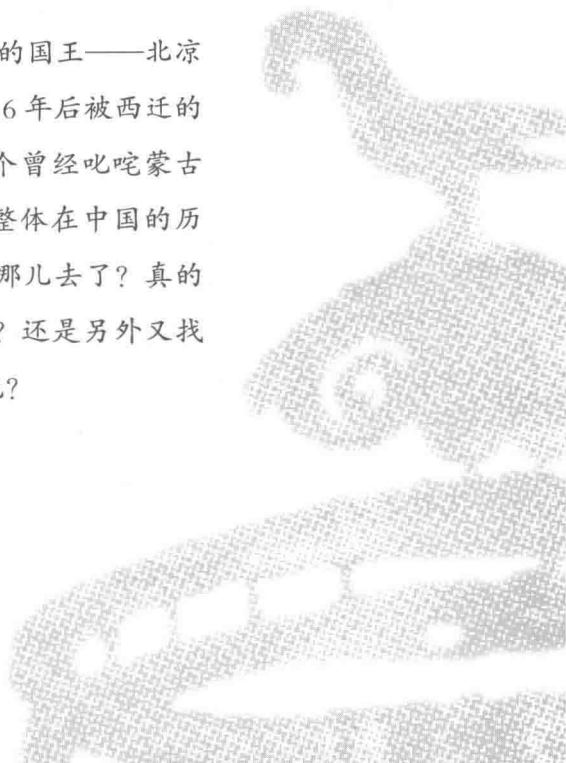 的国王——北凉
6年后被西迁的
个曾经叱咤蒙古
整体在中国的历
那儿去了？真的
？还是另外又找
？